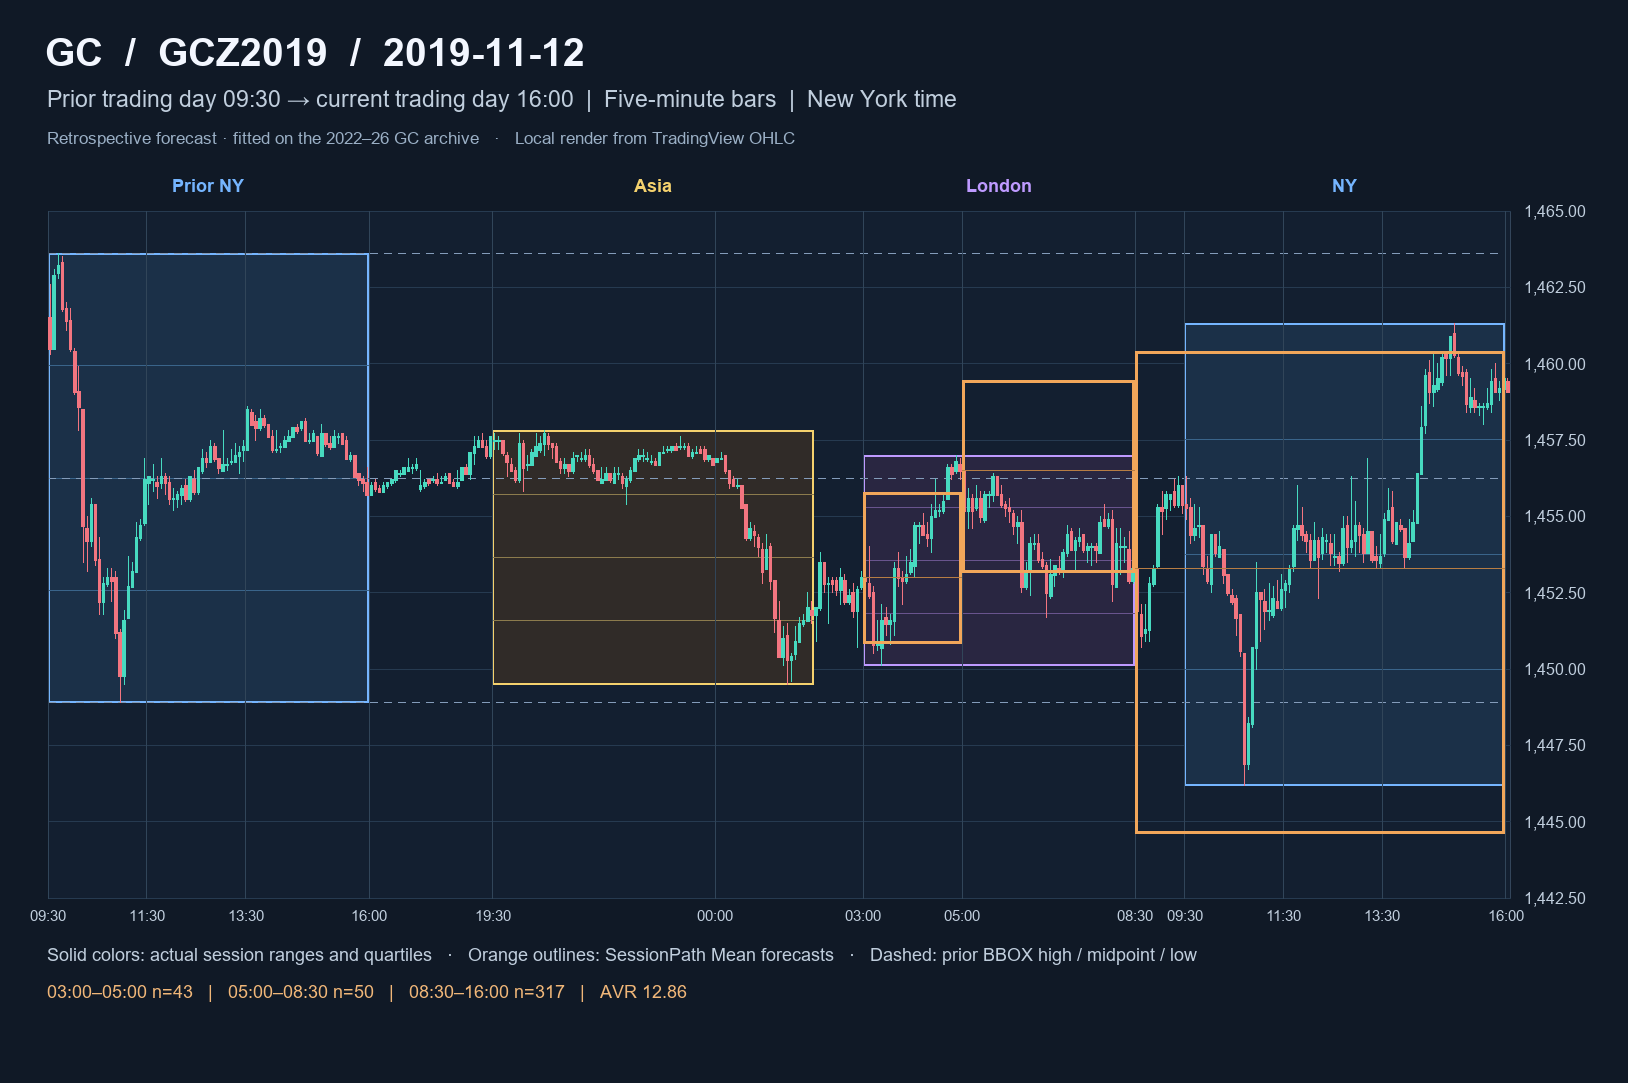 GC / GCZ2019 / 2019-11-12
Prior trading day 09:30 → current trading day 16:00 | Five-minute bars | New York time
Retrospective forecast · fitted on the 2022–26 GC archive · Local render from TradingView OHLC
Prior NY Asia London NY
1,465.00
1,462.50
1,460.00
1,457.50
1,455.00
1,452.50
1,450.00
1,447.50
1,445.00
1,442.50
09:30 11:30 13:30 16:00 19:30 00:00 03:00 05:00 08:30 09:30 11:30 13:30 16:00
Solid colors: actual session ranges and quartiles · Orange outlines: SessionPath Mean forecasts · Dashed: prior BBOX high / midpoint / low
03:00–05:00 n=43 | 05:00–08:30 n=50 | 08:30–16:00 n=317 | AVR 12.86